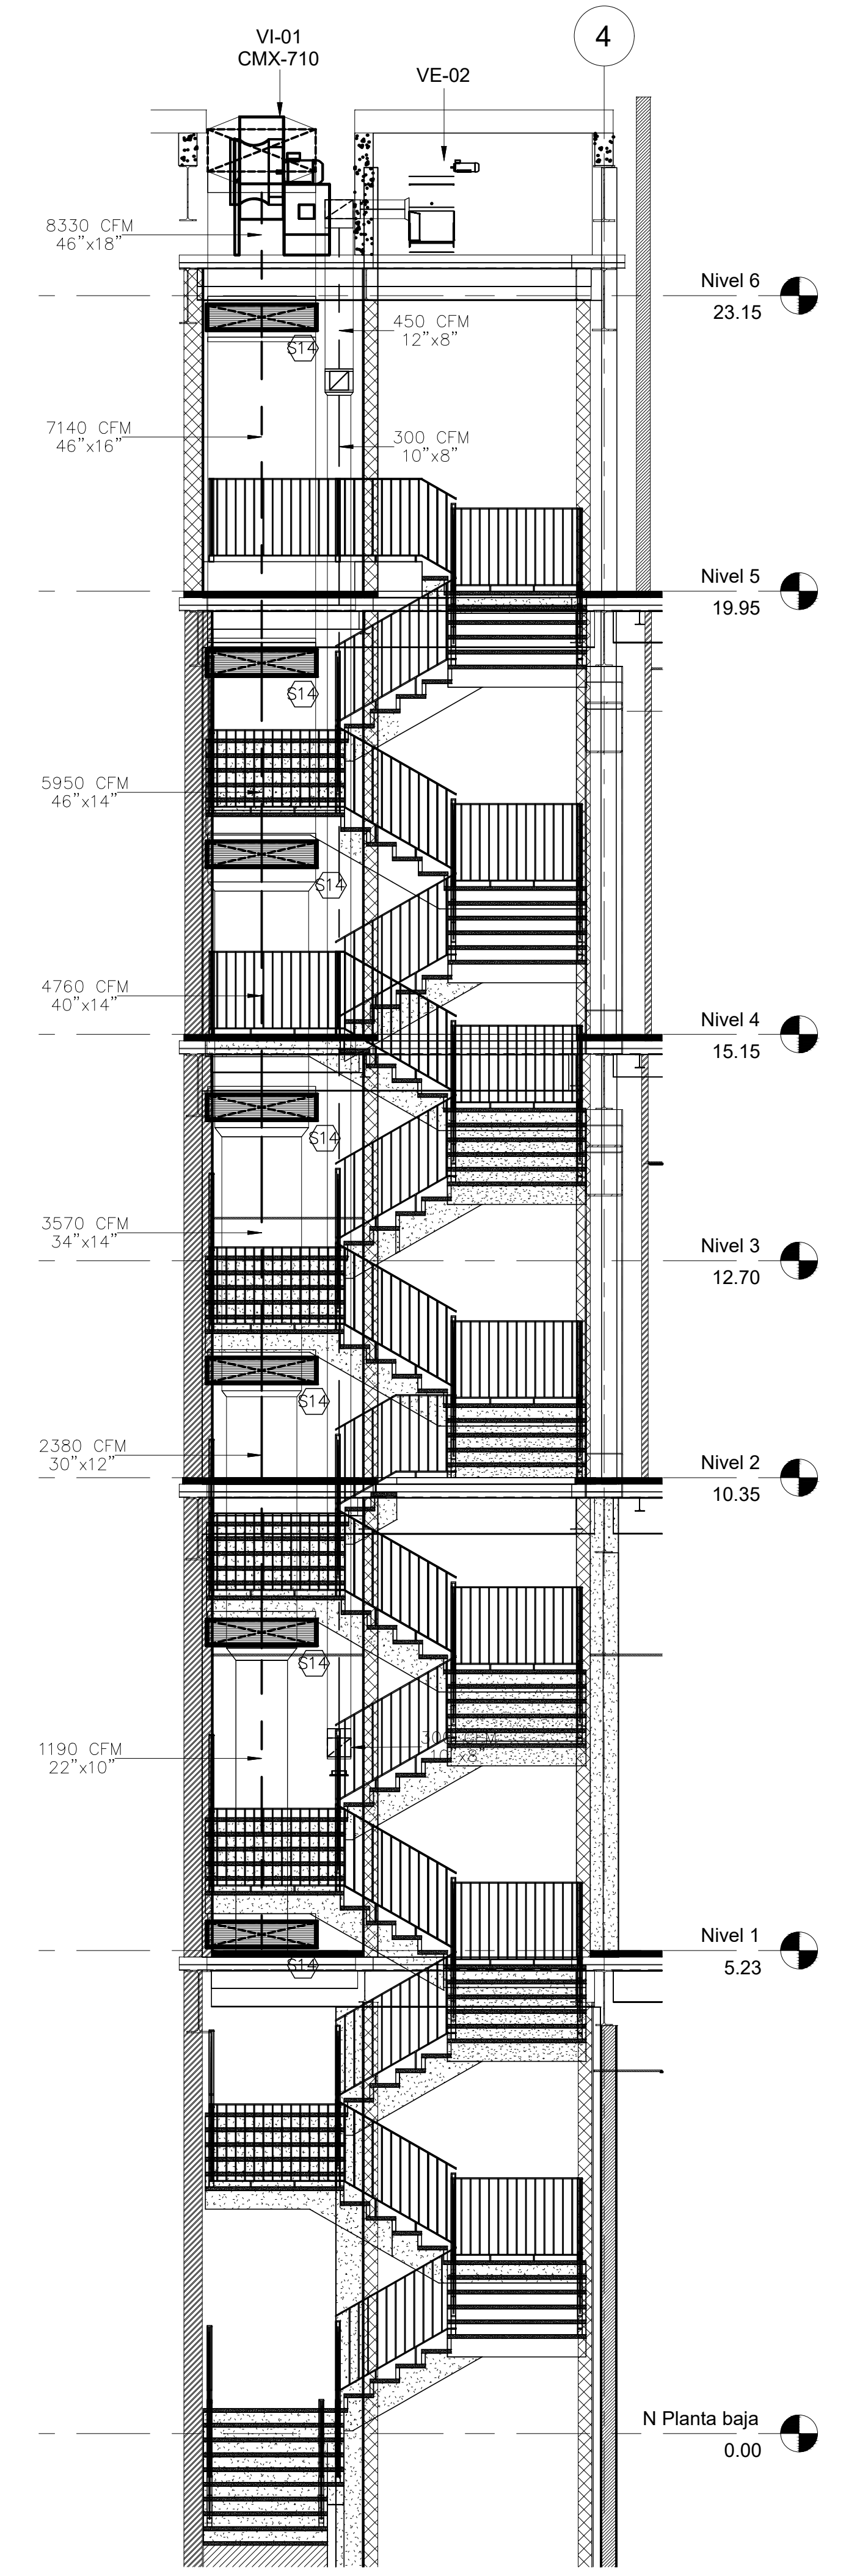 4
VI-01
CMX-710
VE-02
8330 CFM
46”x18”
Nivel 6
23.15
450 CFM
12”x8”
S14
7140 CFM
46”x16”
300 CFM
10”x8”
Nivel 5
19.95
S14
5950 CFM
46”x14”
S14
4760 CFM
40”x14”
Nivel 4
15.15
S14
3570 CFM
34”x14”
Nivel 3
12.70
S14
2380 CFM
30”x12”
Nivel 2
10.35
S14
300 CFM
10”x8”
1190 CFM
22”x10”
Nivel 1
5.23
S14
N Planta baja
0.00